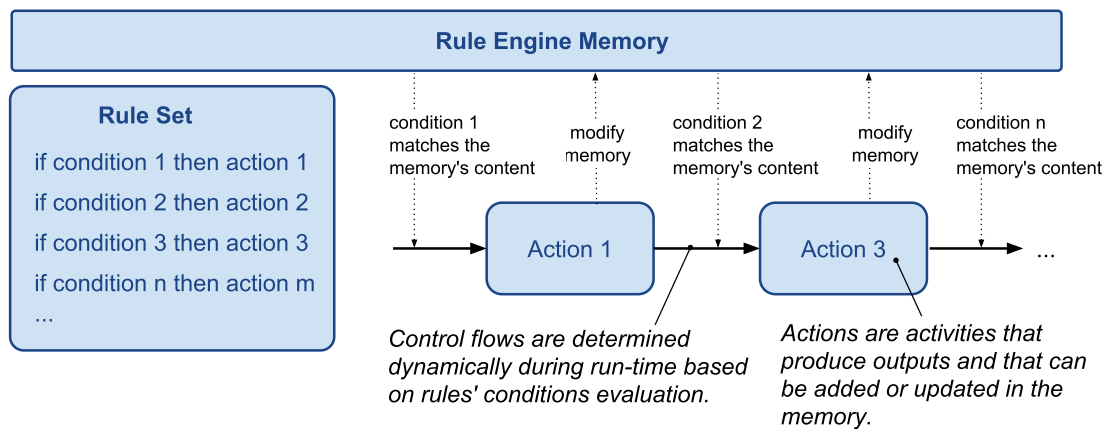 Rule Engine Memory
Rule Set
if condition 1 then action 1
if condition 2 then action 2
if condition 3 then action 3
if condition n then action m
...
condition 1
matches the
memory's content
modify
memory
condition 2
matches the
memory's content
modify
memory
condition n
matches the
memory's content
Action 1
Action 3
...
Control flows are determined
dynamically during run-time based
on rules' conditions evaluation.
Actions are activities that
produce outputs and that can
be added or updated in the
memory.